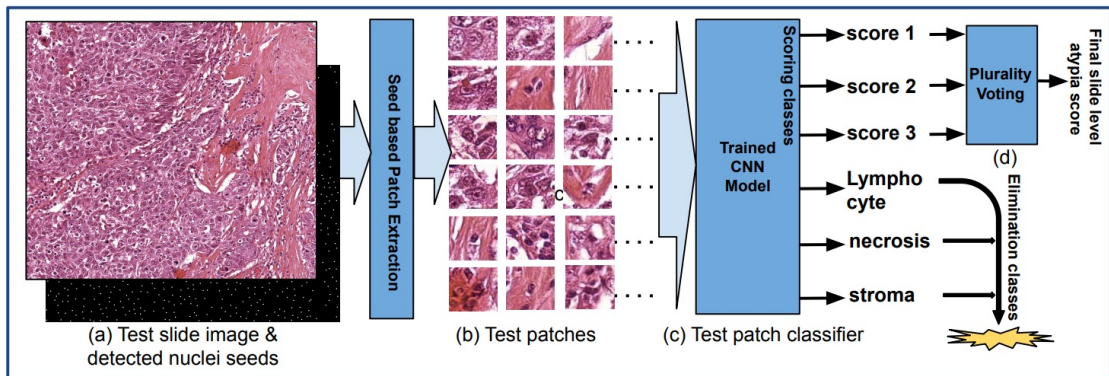 Seed based Patch Extraction
c
Trained
CNN
Model
Scoring classes
score 1
score 2
score 3
Lympho
cyte
necrosis
stroma
Plurality
Voting
(d)
Final slide level
atypia score
Elimination classes
(a) Test slide image &
detected nuclei seeds
(b) Test patches
(c) Test patch classifier